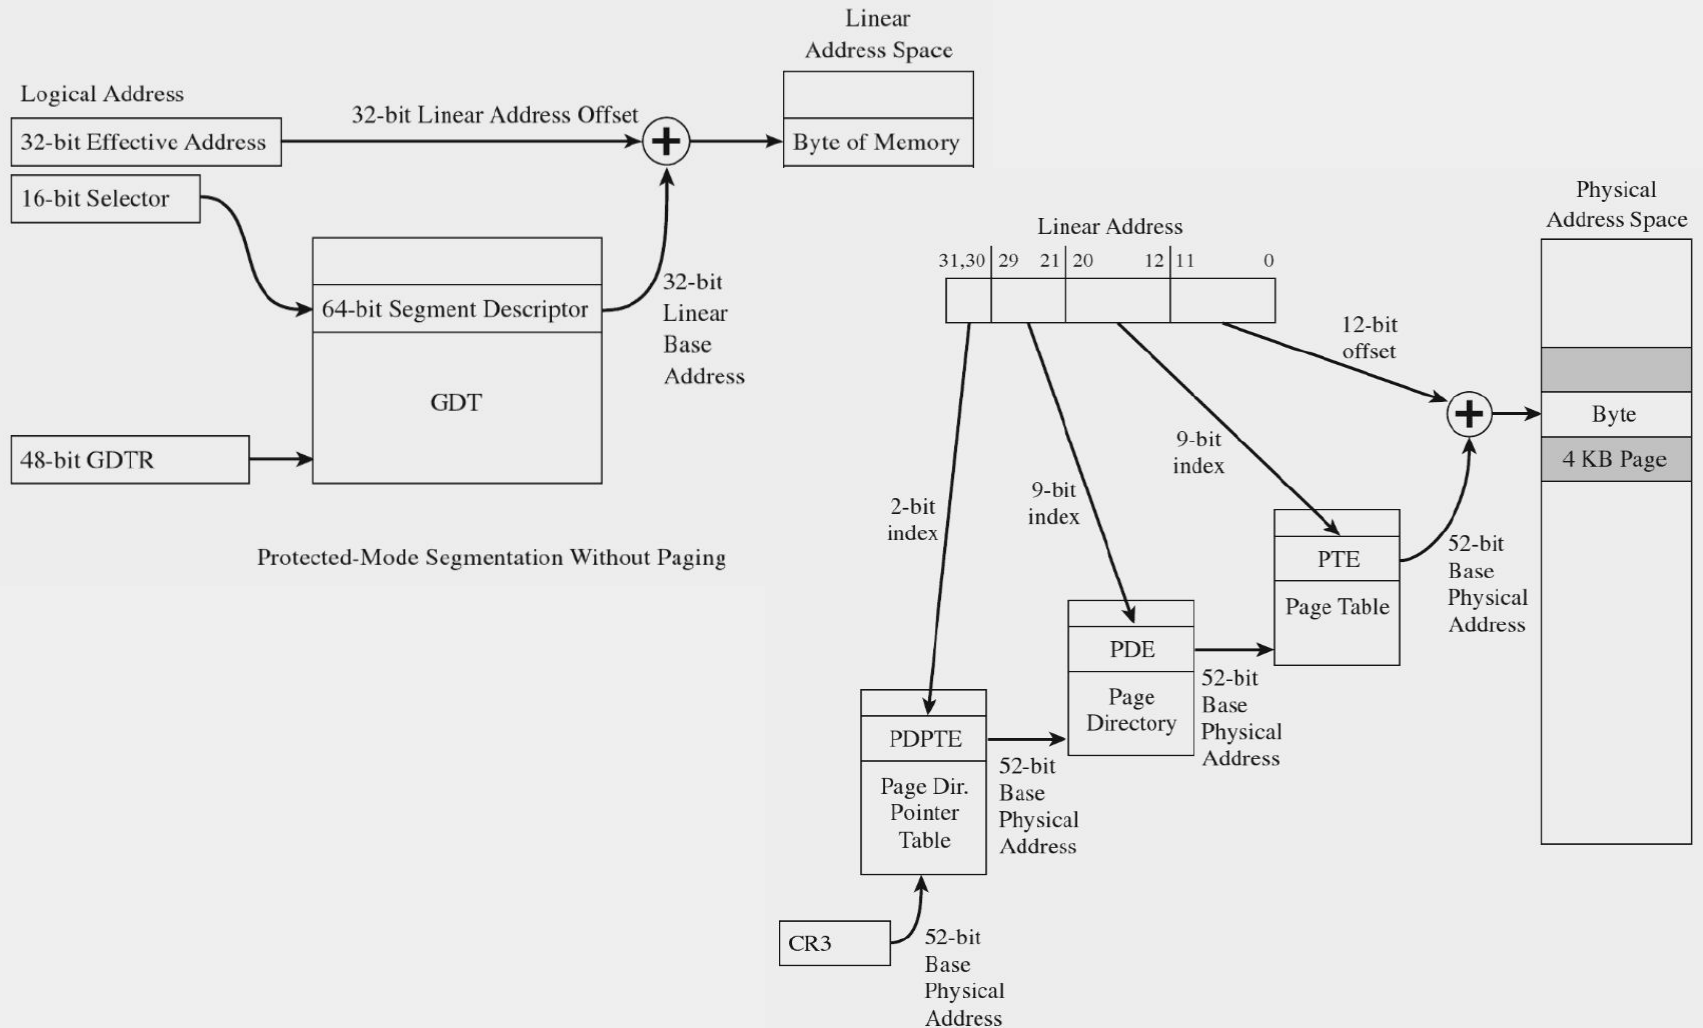 Linear
Address Space
Logical Address
32-bit Linear Address Offset
32-bit Effective Address
Byte of Memory
16-bit Selector
64-bit Segment Descriptor
32-bit
Linear
Base
Address
GDT
48-bit GDTR
Protected-Mode Segmentation Without Paging
Linear Address
31,30 29 21 20 12 11 0
Physical
Address Space
12-bit
offset
Byte
4 KB Page
9-bit
index
9-bit
index
2-bit
index
PTE
Page Table
52-bit
Base
Physical
Address
PDE
Page
Directory
52-bit
Base
Physical
Address
PDPTE
Page Dir.
Pointer
Table
52-bit
Base
Physical
Address
CR3
52-bit
Base
Physical
Address